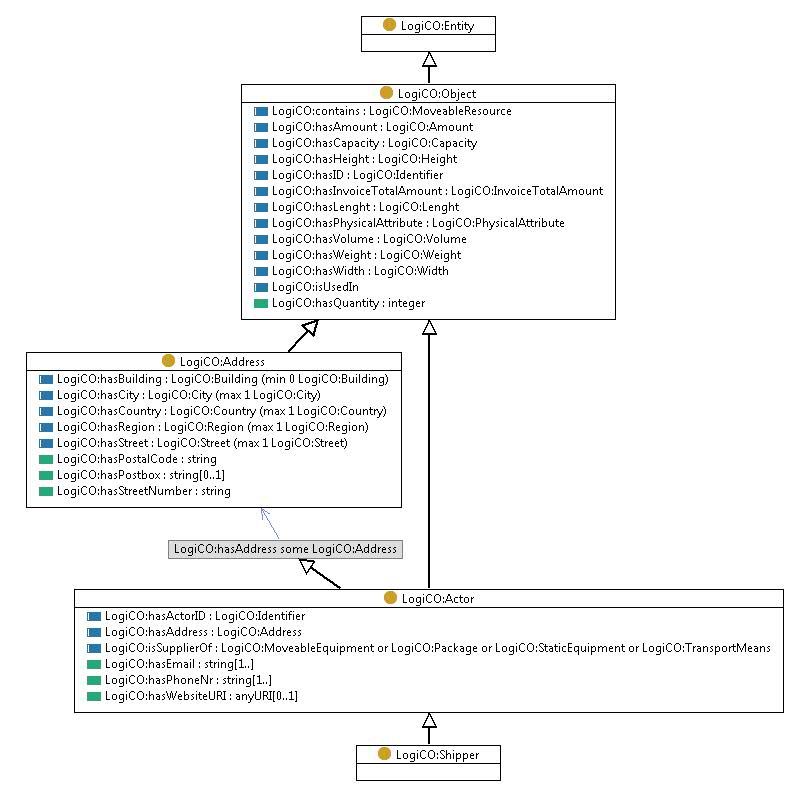 LogiCO:Entity
LogiCO:Object
LogiCO:contains : LogiCO:MoveableResource
LogiCO:hasAmount : LogiCO:Amount
LogiCO:hasCapacity : LogiCO:Capacity
LogiCO:hasHeight : LogiCO:Height
LogiCO:hasID : LogiCO:Identifier
LogiCO:hasInvoiceTotalAmount : LogiCO:InvoiceTotalAmount
LogiCO:hasLenght : LogiCO:Lenght
LogiCO:hasPhysicalAttribute : LogiCO:PhysicalAttribute
LogiCO:hasVolume : LogiCO:Volume
LogiCO:hasWeight : LogiCO:Weight
LogiCO:hasWidth : LogiCO:Width
LogiCO:isUsedIn
LogiCO:hasQuantity : integer
LogiCO:Address
LogiCO:hasBuilding : LogiCO:Building (min 0 LogiCO:Building)
LogiCO:hasCity : LogiCO:City (max 1 LogiCO:City)
LogiCO:hasCountry : LogiCO:Country (max 1 LogiCO:Country)
LogiCO:hasRegion : LogiCO:Region (max 1 LogiCO:Region)
LogiCO:hasStreet : LogiCO:Street (max 1 LogiCO:Street)
LogiCO:hasPostalCode : string
LogiCO:hasPostbox : string[0..1]
LogiCO:hasStreetNumber : string
LogiCO:hasAddress some LogiCO:Address
LogiCO:Actor
LogiCO:hasActorID : LogiCO:Identifier
LogiCO:hasAddress : LogiCO:Address
LogiCO:isSupplierOf : LogiCO:MoveableEquipment or LogiCO:Package or LogiCO:StaticEquipment or LogiCO:TransportMeans
LogiCO:hasEmail : string[1..]
LogiCO:hasPhoneNr : string[1..]
LogiCO:hasWebsiteURI : anyURI[0..1]
LogiCO:Shipper